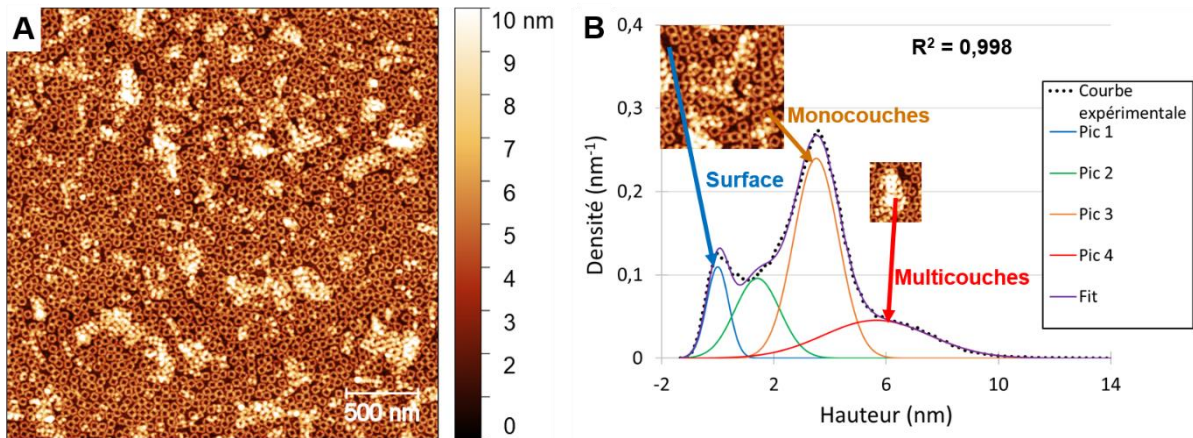 A
10 nm
9
8
7
6
5
4
3
2
1
0
500 nm
B
0,4
0,3
0,2
0,1
0
Densité (nm-1)
R2 = 0,998
Monocouches
Surface
Multicouches
Courbe
expérimentale
Pic 1
Pic 2
Pic 3
Pic 4
Fit
-2
2
6
10
14
Hauteur (nm)